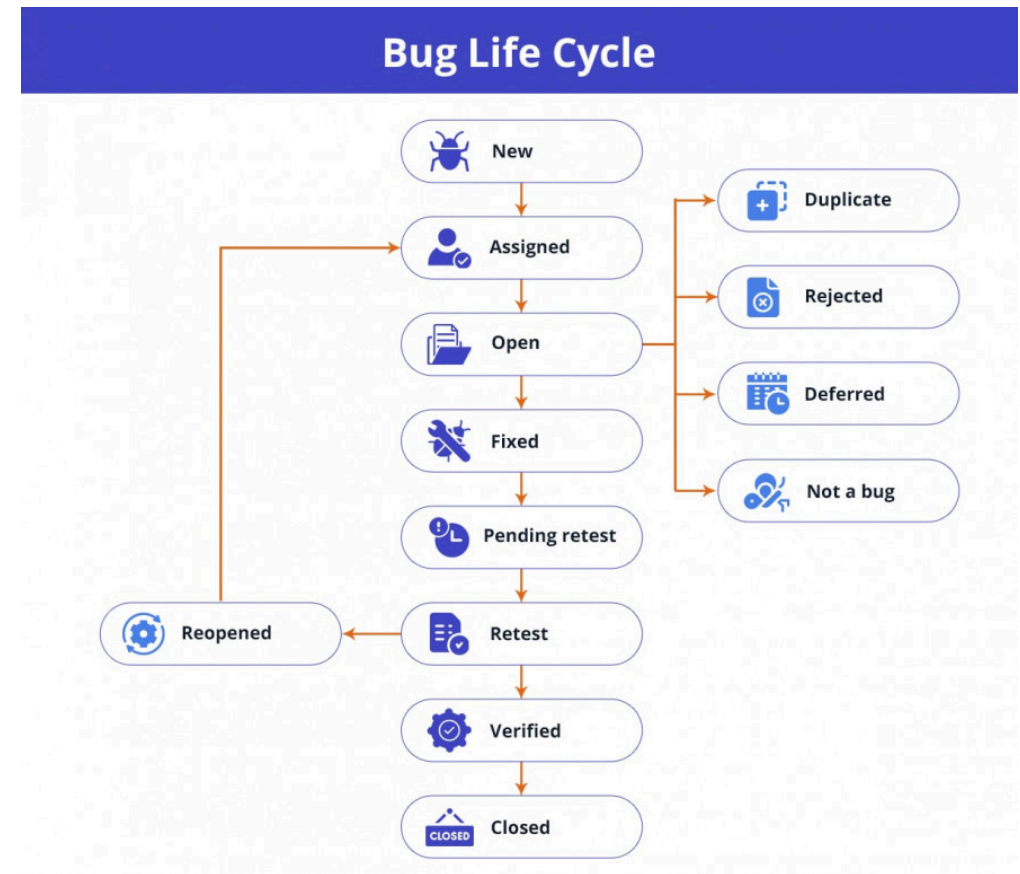 Bug Life Cycle
New
Assigned
Open
Fixed
Pending retest
Retest
Verified
CLOSED
Closed
Reopened
Duplicate
Rejected
Deferred
Not a bug